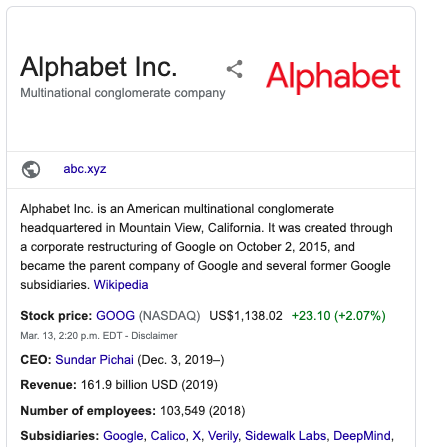 Alphabet Inc.
Alphabet
Multinational conglomerate company
abc.xyz
Alphabet Inc. is an American multinational conglomerate
headquartered in Mountain View, California. It was created through
a corporate restructuring of Google on October 2, 2015, and
became the parent company of Google and several former Google
subsidiaries. Wikipedia
Stock price: GOOG (NASDAQ) US$1,138.02 +23.10 (+2.07%)
Mar. 13, 2:20 p.m. EDT - Disclaimer
CEO: Sundar Pichai (Dec. 3, 2019–)
Revenue: 161.9 billion USD (2019)
Number of employees: 103,549 (2018)
Subsidiaries: Google, Calico, X, Verily, Sidewalk Labs, DeepMind,